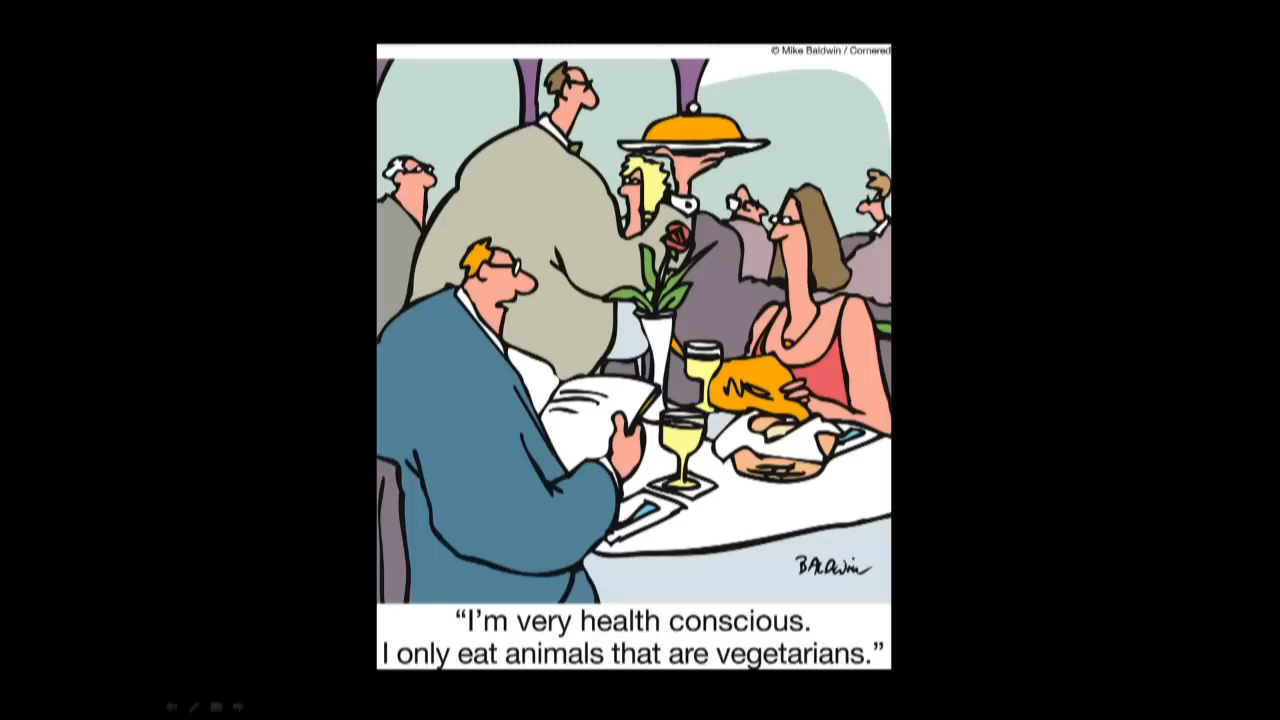 © Mike Baldwin / Cornered
BALDWIN
“I’m very health conscious.
I only eat animals that are vegetarians.”